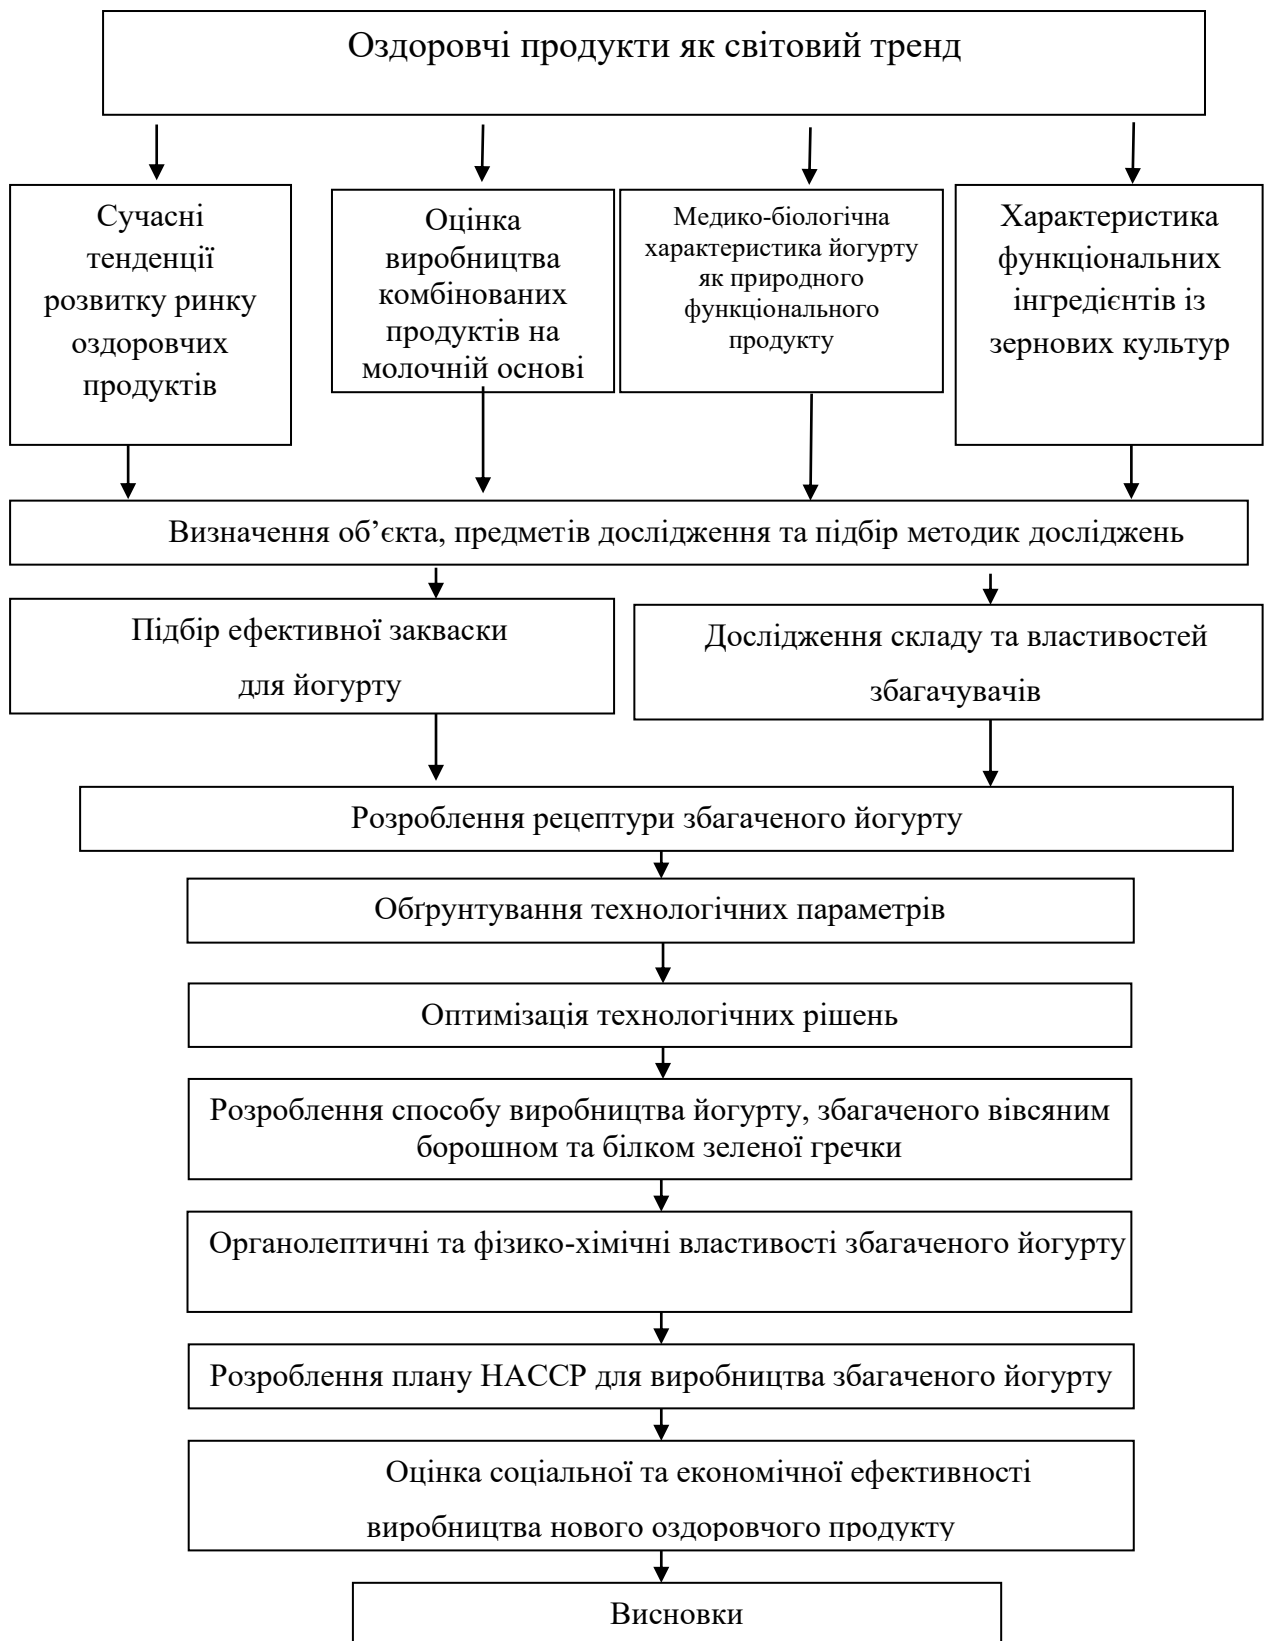 Оздоровчі продукти як світовий тренд
Сучасні
тенденції
розвитку ринку
оздоровчих
продуктів
Оцінка
виробництва
комбінованих
продуктів на
молочній основі
Медико-біологічна
характеристика йогурту
як природного
функціонального
продукту
Характеристика
функціональних
інгредієнтів із
зернових культур
Визначення об’єкта, предметів дослідження та підбір методик досліджень
Підбір ефективної закваски
для йогурту
Дослідження складу та властивостей
збагачувачів
Розроблення рецептури збагаченого йогурту
Обґрунтування технологічних параметрів
Оптимізація технологічних рішень
Розроблення способу виробництва йогурту, збагаченого вівсяним
борошном та білком зеленої гречки
Органолептичні та фізико-хімічні властивості збагаченого йогурту
Розроблення плану НАССР для виробництва збагаченого йогурту
Оцінка соціальної та економічної ефективності
виробництва нового оздоровчого продукту
Висновки